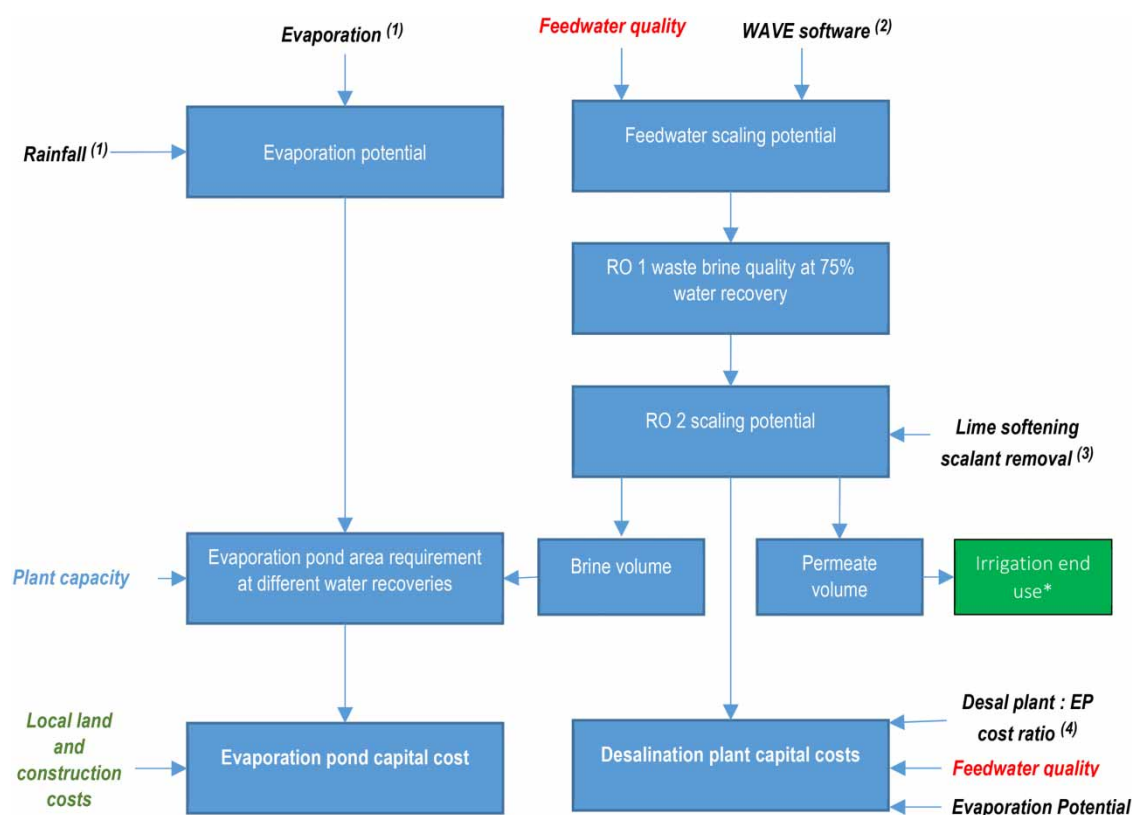 Evaporation (1)
Feedwater quality
WAVE software (2)
Rainfall (1)
Evaporation potential
Feedwater scaling potential
RO 1 waste brine quality at 75%
water recovery
RO 2 scaling potential
Lime softening
scalant removal (3)
Plant capacity
Evaporation pond area requirement
at different water recoveries
Brine volume
Permeate
volume
Irrigation end
use*
Local land
and
construction
costs
Evaporation pond capital cost
Desalination plant capital costs
Desal plant : EP
cost ratio (4)
Feedwater quality
Evaporation Potential